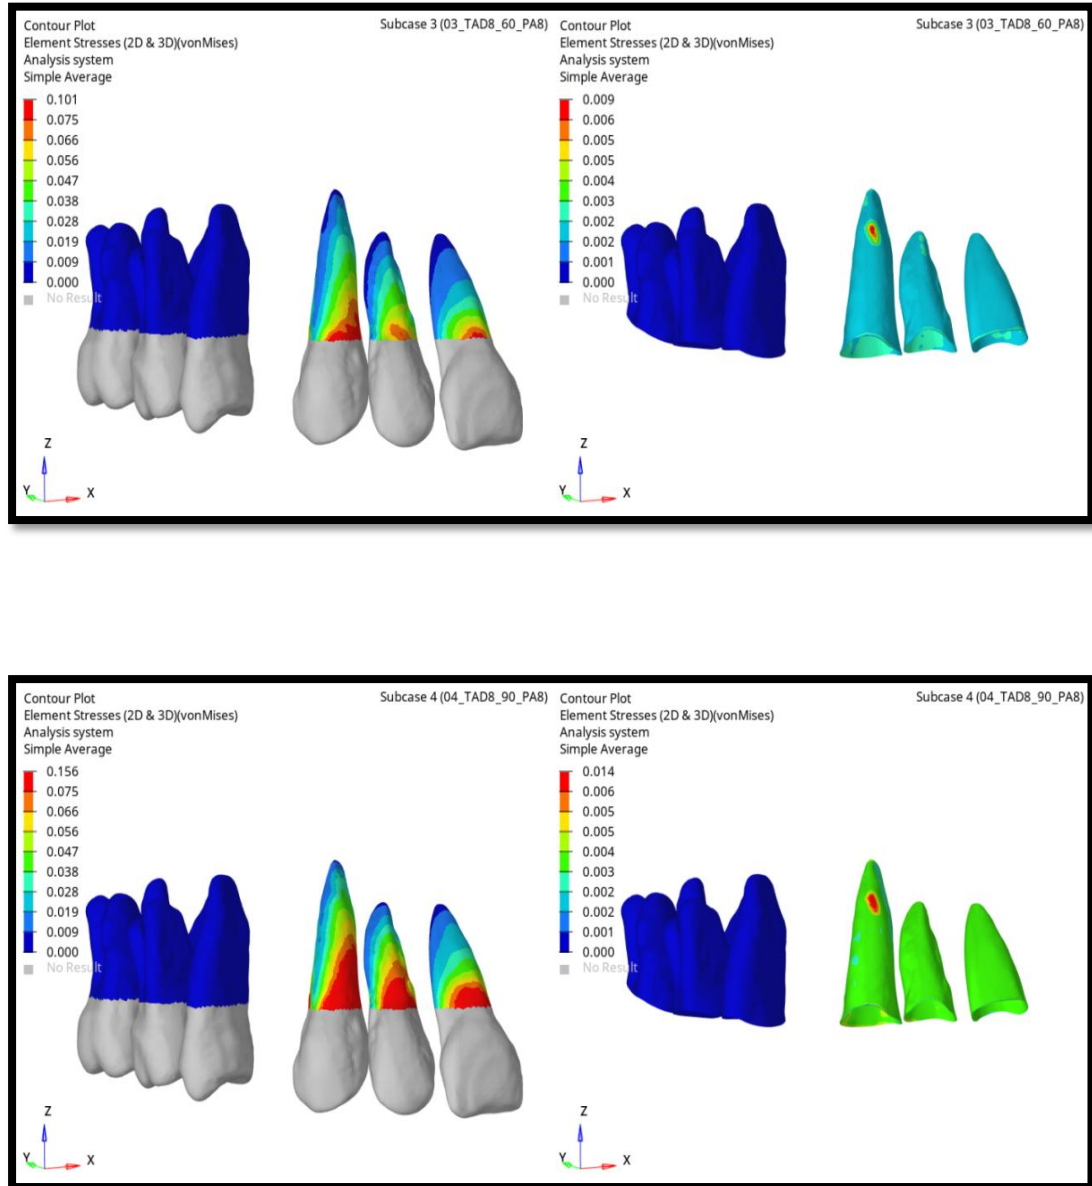 Contour Plot
Element Stresses (2D & 3D)(vonMises)
Analysis system
Simple Average
Subcase 3 (03_TAD8_60_PA8)
0.101
0.075
0.066
0.056
0.047
0.038
0.028
0.019
0.009
0.000
No Result
Z
Y
X
Contour Plot
Element Stresses (2D & 3D)(vonMises)
Analysis system
Simple Average
Subcase 3 (03_TAD8_60_PA8)
0.009
0.006
0.005
0.005
0.004
0.003
0.002
0.002
0.001
0.000
No Result
Z
Y
X
Contour Plot
Element Stresses (2D & 3D)(vonMises)
Analysis system
Simple Average
Subcase 4 (04_TAD8_90_PA8)
0.156
0.075
0.066
0.056
0.047
0.038
0.028
0.019
0.009
0.000
No Result
Z
Y
X
Contour Plot
Element Stresses (2D & 3D)(vonMises)
Analysis system
Simple Average
Subcase 4 (04_TAD8_90_PA8)
0.014
0.006
0.005
0.005
0.004
0.003
0.002
0.002
0.001
0.000
No Result
Z
Y
X